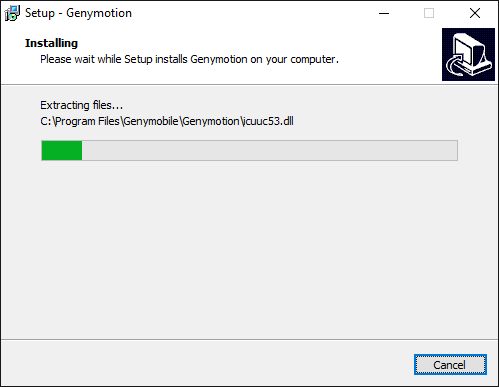 Setup - Genymotion
Installing
Please wait while Setup installs Genymotion on your computer.
Extracting files...
C:\Program Files\Genymobile\Genymotion\icuuc53.dll
Cancel